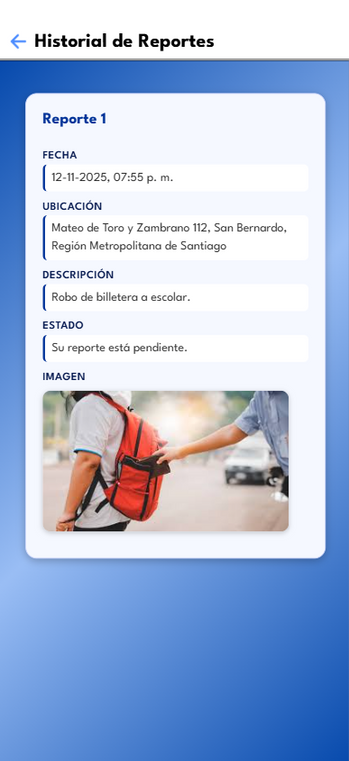 Historial de Reportes
Reporte 1
FECHA
12-11-2025, 07:55 p. m.
UBICACIÓN
Mateo de Toro y Zambrano 112, San Bernardo,
Región Metropolitana de Santiago
DESCRIPCIÓN
Robo de billetera a escolar.
ESTADO
Su reporte está pendiente.
IMAGEN